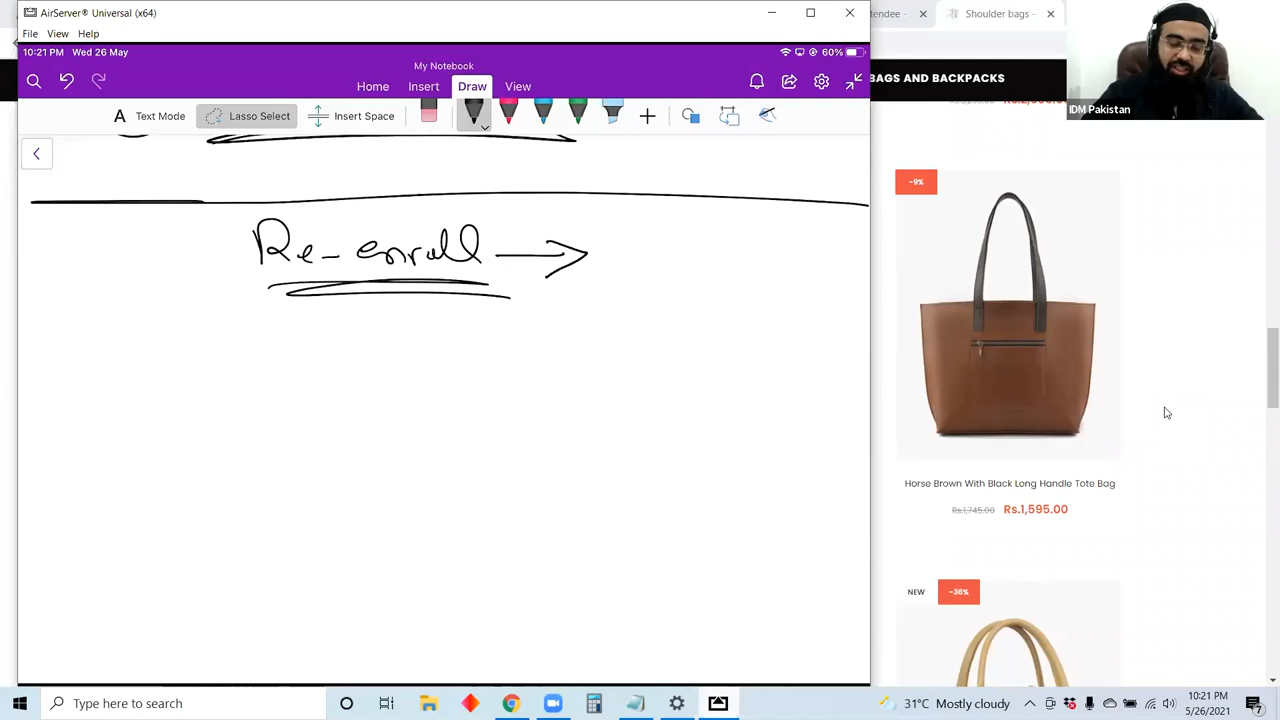 AirServer® Universal (x64)
File View Help
10:21 PM Wed 26 May
60%
My Notebook
Home Insert Draw View
A Text Mode Lasso Select Insert Space
Re-enroll
tendee
Shoulder bags –
BAGS AND BACKPACKS
IDM Pakistan
-9%
Horse Brown With Black Long Handle Tote Bag
Rs.1,745.00 Rs.1,595.00
NEW -36%
Type here to search
31°C Mostly cloudy
10:21 PM
5/26/2021
7